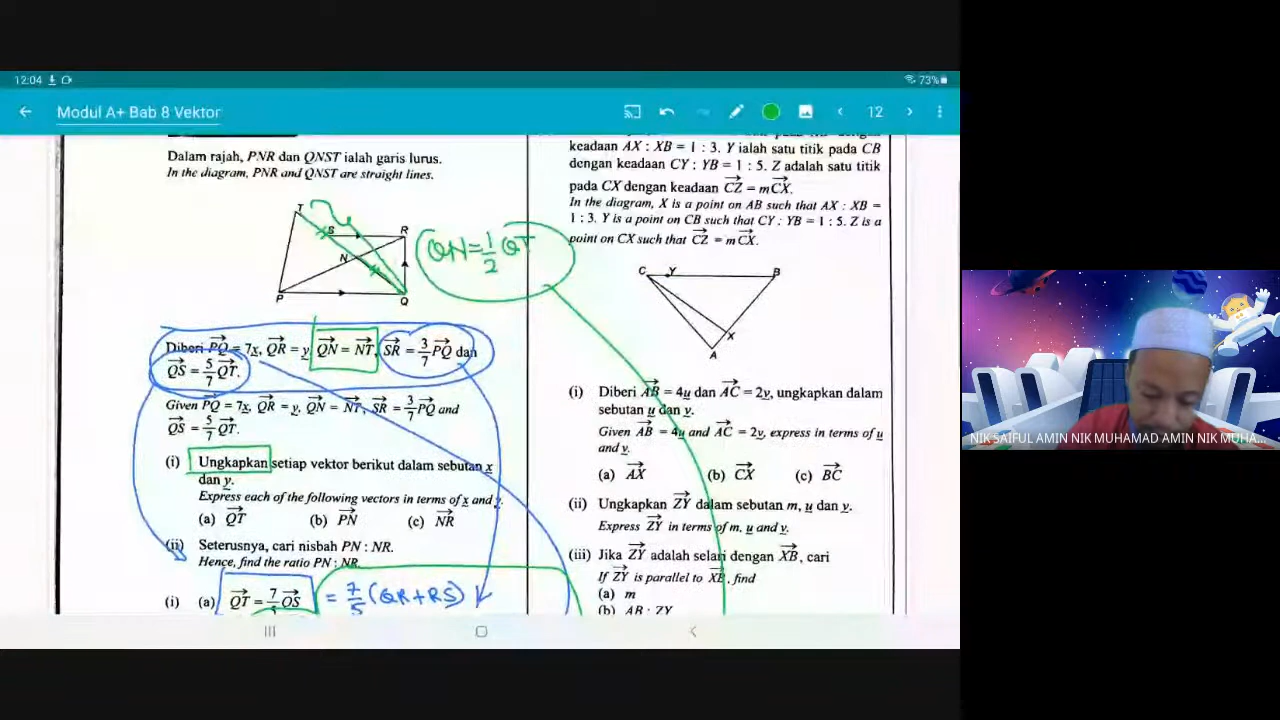 12:04
73%
Modul A+ Bab 8 Vektor
12
Dalam rajah, PNR dan QNST ialah garis lurus.
In the diagram, PNR and QNST are straight lines.
T
S
R
N
P
Q
QN = 1/2 QT
Diberi PQ = 7x, QR = y, QN = NT, SR = 3/7 PQ dan
QS = 5/7 QT.
Given PQ = 7x, QR = y, QN = NT, SR = 3/7 PQ and
QS = 5/7 QT.
(i) Ungkapkan setiap vektor berikut dalam sebutan x
dan y.
Express each of the following vectors in terms of x and y.
(a) QT (b) PN (c) NR
(ii) Seterusnya, cari nisbah PN : NR.
Hence, find the ratio PN : NR.
(i) (a) QT = 7/5 QS = 7/5 (QR + RS)
keadaan AX : XB = 1 : 3. Y ialah satu titik pada CB
dengan keadaan CY : YB = 1 : 5. Z adalah satu titik
pada CX dengan keadaan CZ = mCX.
In the diagram, X is a point on AB such that AX : XB =
1 : 3. Y is a point on CB such that CY : YB = 1 : 5. Z is a
point on CX such that CZ = mCX.
C
Y
B
X
A
(i) Diberi AB = 4u dan AC = 2v, ungkapkan dalam
sebutan u dan v.
Given AB = 4u and AC = 2v, express in terms of u
and v.
(a) AX (b) CX (c) BC
(ii) Ungkapkan ZY dalam sebutan m, u dan v.
Express ZY in terms of m, u and v.
(iii) Jika ZY adalah selari dengan XB, cari
If ZY is parallel to XB, find
(a) m
(b) AB : ZY
NIK SAIFUL AMIN NIK MUHAMAD AMIN NIK MUHA...